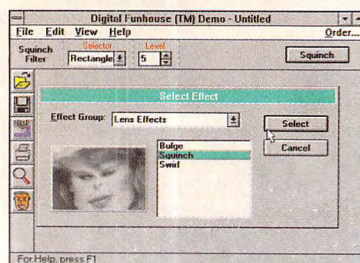 Digital Funhouse (TM) Demo - Untitled
File Edit View Help Order...
Squinch Filter Selector Rectangle Level 5 Squinch
Select Effect
Effect Group: Lens Effects Select
Bulge
Squinch
Swirl
Cancel
For Help, press F1